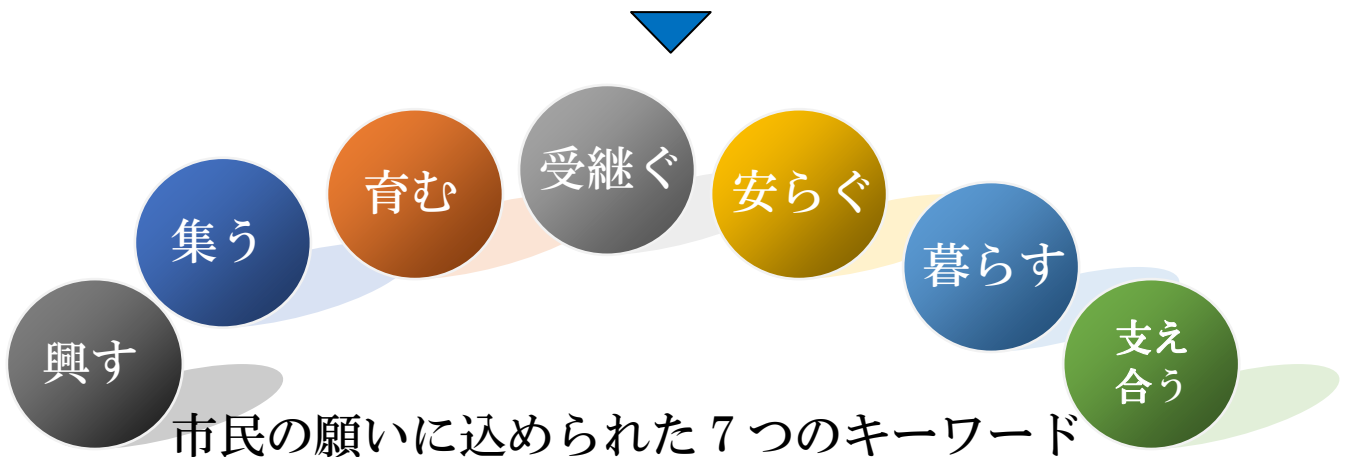 興す
集う
育む
受継ぐ
安らぐ
暮らす
支え
合う
市民の願いに込められた７つのキーワード